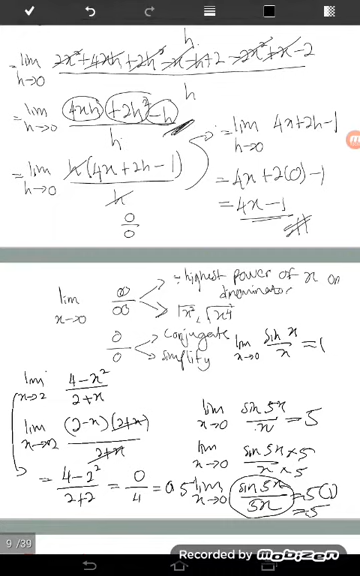 h
= lim h→0 2x² + 4xh + 2h² - x - h + 2 - 2x² + x - 2
h
= lim h→0 4xh + 2h² - h
h
= lim h→0 h(4x + 2h - 1)
h
0
0
= lim h→0 4x + 2h - 1
= 4x + 2(0) - 1
= 4x - 1
lim x→0 ∞/∞
÷ highest power of x on denominator
√x², √x⁴
0/0
conjugate
simplify
lim x→0 sin x / x = 1
lim x→2 4 - x² / 2 + x
lim x→2 (2-x)(2+x) / 2+x
= 4 - 2² / 2 + 2 = 0/4 = 0
lim x→0 sin 5x / x = 5
lim x→0 sin 5x × 5 / x × 5
5 lim x→0 sin 5x / 5x = 5(1)
= 5
9 / 39
Recorded by Mobizen